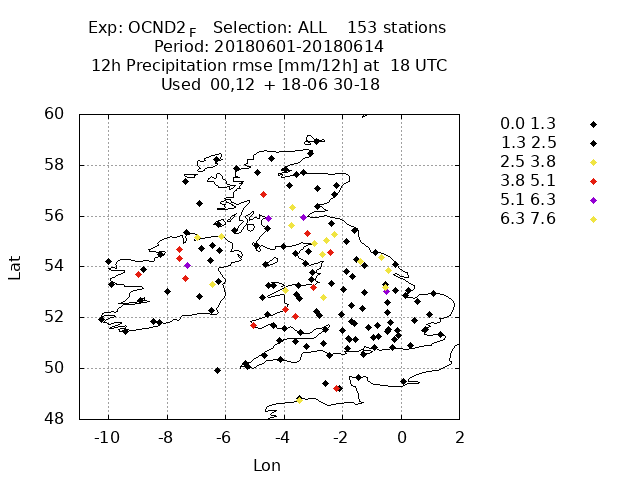 Exp: OCND2 F Selection: ALL 153 stations
Period: 20180601-20180614
12h Precipitation rmse [mm/12h] at 18 UTC
Used 00,12 + 18-06 30-18
60
58
56
54
52
50
48
Lat
-10 -8 -6 -4 -2 0 2
Lon
0.0 1.3
1.3 2.5
2.5 3.8
3.8 5.1
5.1 6.3
6.3 7.6